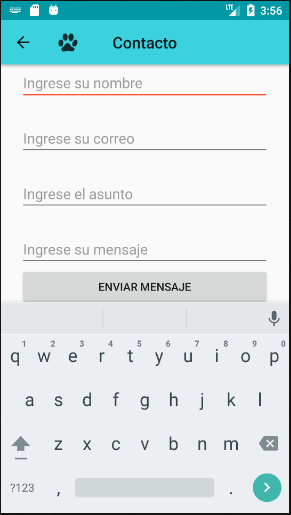 LTE 3:56
Contacto
Ingrese su nombre
Ingrese su correo
Ingrese el asunto
Ingrese su mensaje
ENVIAR MENSAJE
1 2 3 4 5 6 7 8 9 0
q w e r t y u i o p
a s d f g h j k l
z x c v b n m
?123 , .